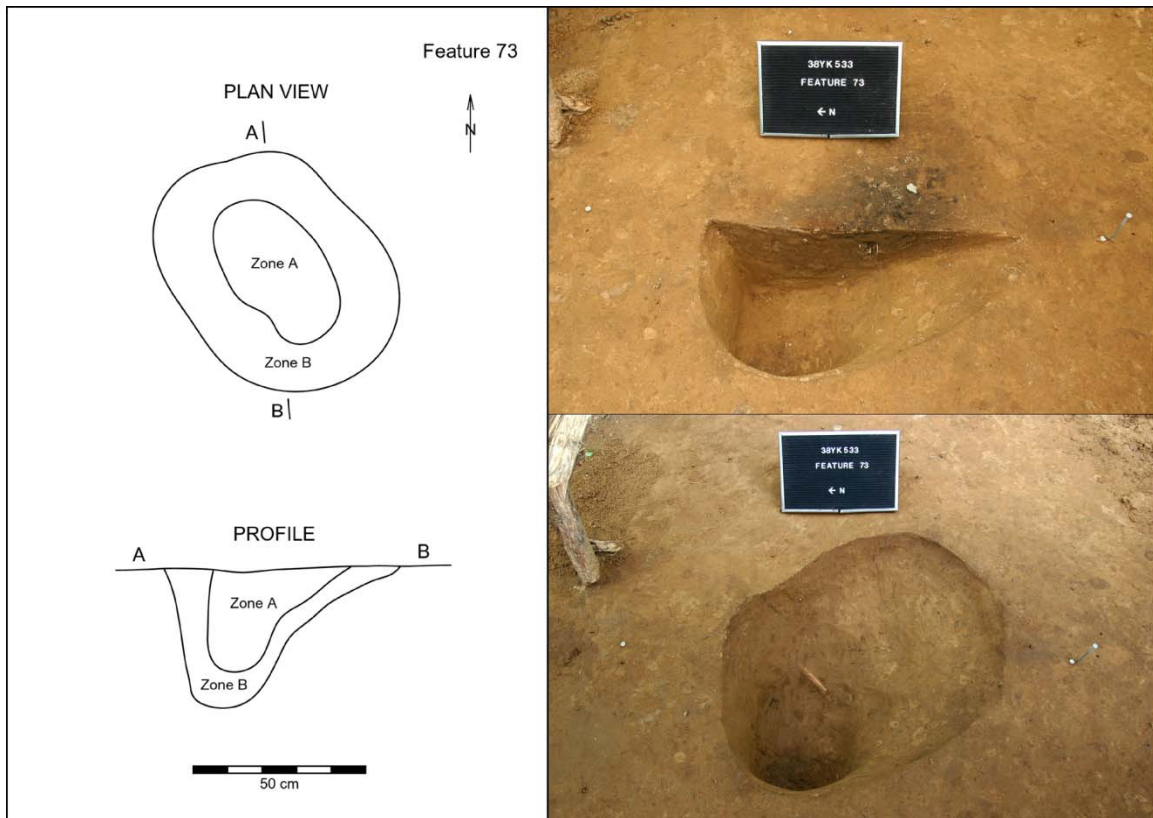 Feature 73
PLAN VIEW
A
N
Zone A
Zone B
B
PROFILE
A
B
Zone A
Zone B
50 cm
38YK533
FEATURE 73
← N
38YK533
FEATURE 73
← N